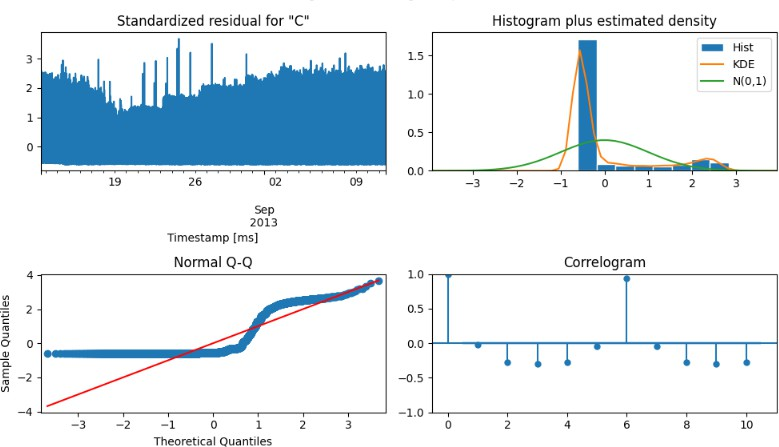 Standardized residual for "C"
3
2
1
0
19
26
02
09
Sep
2013
Timestamp [ms]
Histogram plus estimated density
Hist
KDE
N(0,1)
1.5
1.0
0.5
0.0
−3 −2 −1 0 1 2 3
Normal Q-Q
4
2
0
−2
−4
Sample Quantiles
−3 −2 −1 0 1 2 3
Theoretical Quantiles
Correlogram
1.0
0.5
0.0
−0.5
−1.0
0 2 4 6 8 10